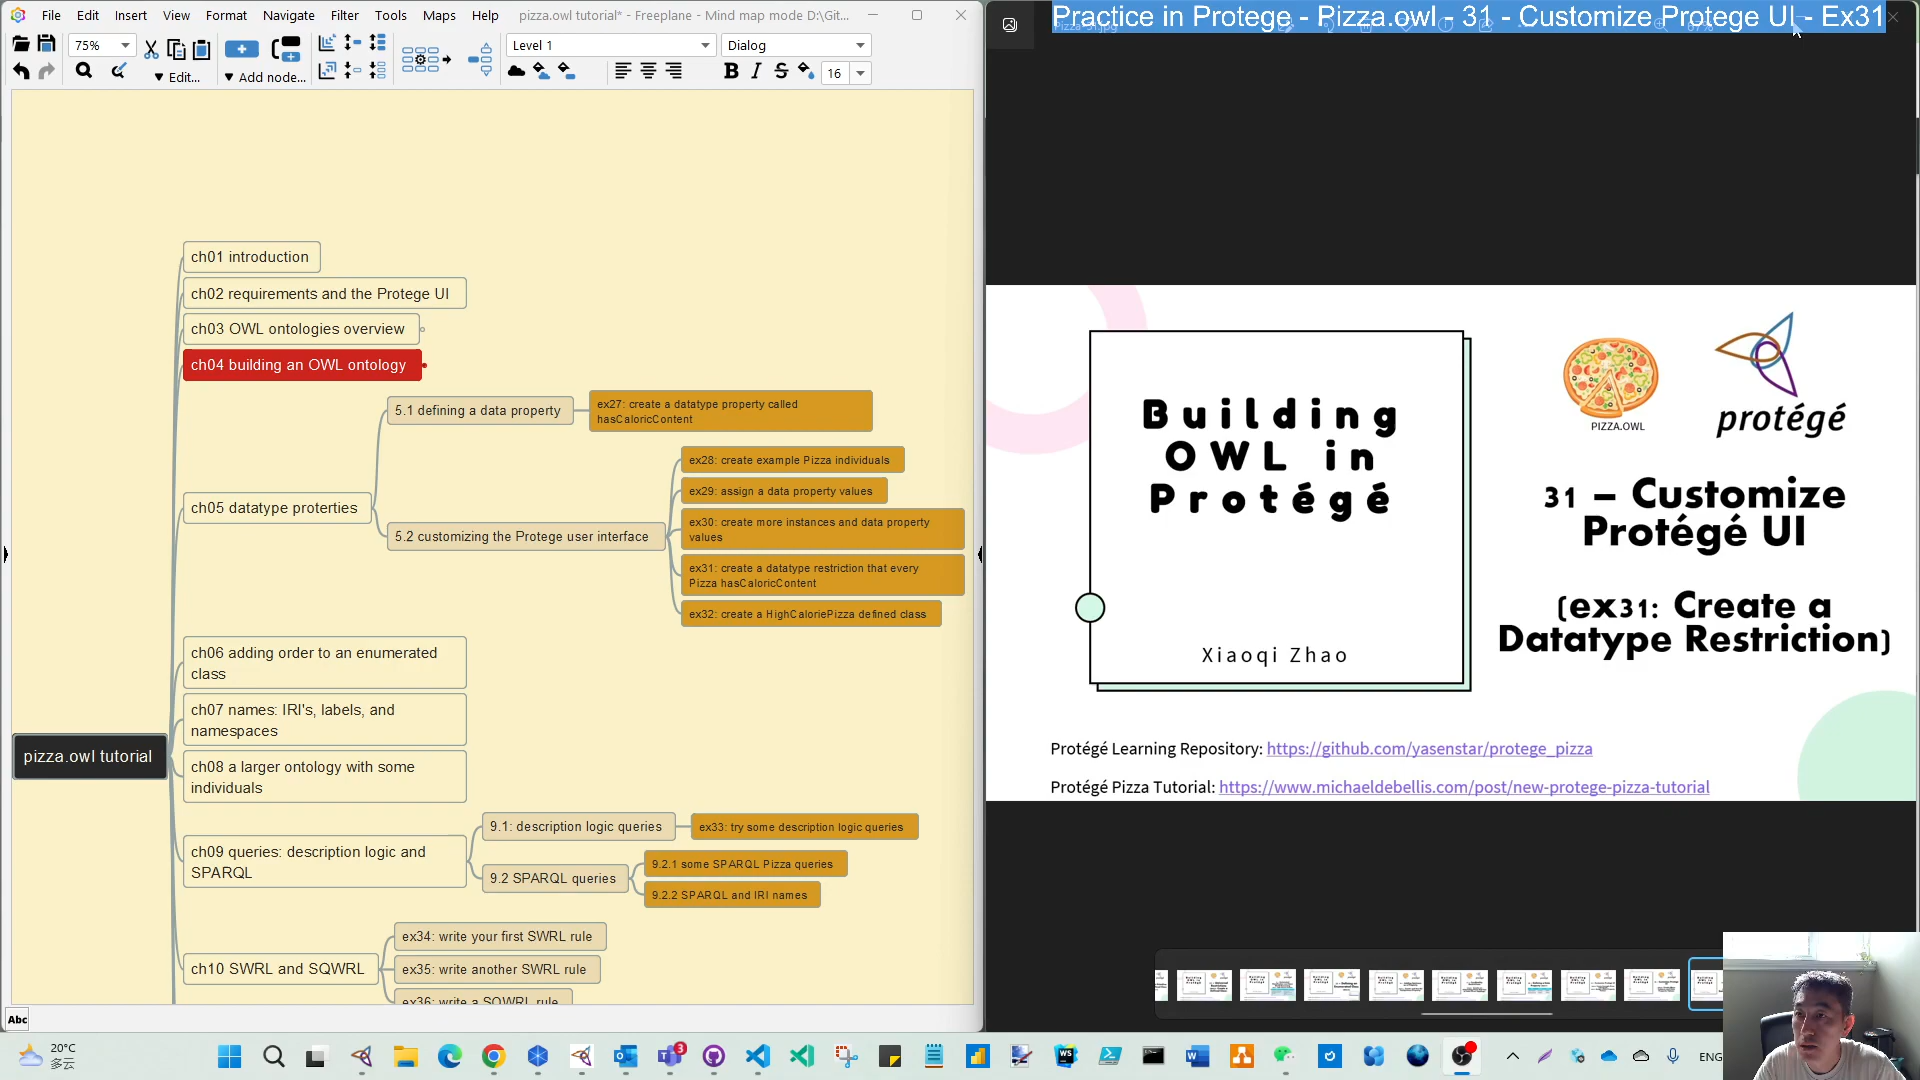 File Edit Insert View Format Navigate Filter Tools Maps Help pizza.owl tutorial* - Freeplane - Mind map mode D:\Git...
75%
Level 1
Dialog
Edit...
Add node...
B I S
16
ch01 introduction
ch02 requirements and the Protege UI
ch03 OWL ontologies overview
ch04 building an OWL ontology
5.1 defining a data property
ex27: create a datatype property called
hasCaloricContent
ch05 datatype proterties
5.2 customizing the Protege user interface
ex28: create example Pizza individuals
ex29: assign a data property values
ex30: create more instances and data property
values
ex31: create a datatype restriction that every
Pizza hasCaloricContent
ex32: create a HighCaloriePizza defined class
ch06 adding order to an enumerated
class
ch07 names: IRI's, labels, and
namespaces
pizza.owl tutorial
ch08 a larger ontology with some
individuals
ch09 queries: description logic and
SPARQL
9.1: description logic queries
ex33: try some description logic queries
9.2 SPARQL queries
9.2.1 some SPARQL Pizza queries
9.2.2 SPARQL and IRI names
ch10 SWRL and SQWRL
ex34: write your first SWRL rule
ex35: write another SWRL rule
ex36: write a SQWRL rule
Abc
Practice in Protege - Pizza.owl - 31 - Customize Protege UI - Ex31
Building
OWL in
Protégé
Xiaoqi Zhao
PIZZA.OWL
protégé
31 – Customize
Protégé UI
(ex31: Create a
Datatype Restriction)
Protégé Learning Repository: https://github.com/yasenstar/protege_pizza
Protégé Pizza Tutorial: https://www.michaeldebellis.com/post/new-protege-pizza-tutorial
20°C
多云
3
ENG